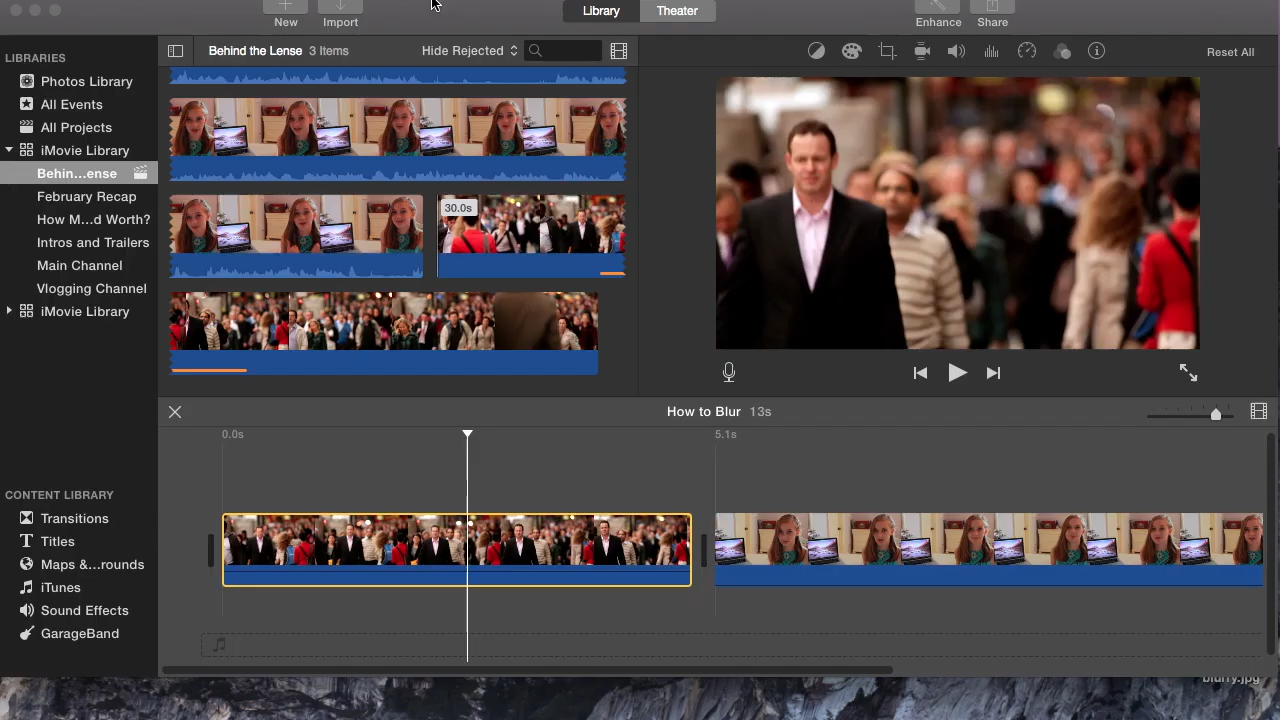 New
Import
Library
Theater
Enhance
Share
LIBRARIES
Photos Library
All Events
All Projects
iMovie Library
Behin...ense
February Recap
How M...d Worth?
Intros and Trailers
Main Channel
Vlogging Channel
iMovie Library
CONTENT LIBRARY
Transitions
Titles
Maps &...rounds
iTunes
Sound Effects
GarageBand
Behind the Lense 3 Items
Hide Rejected
30.0s
Reset All
How to Blur 13s
0.0s
5.1s
blurry.jpg